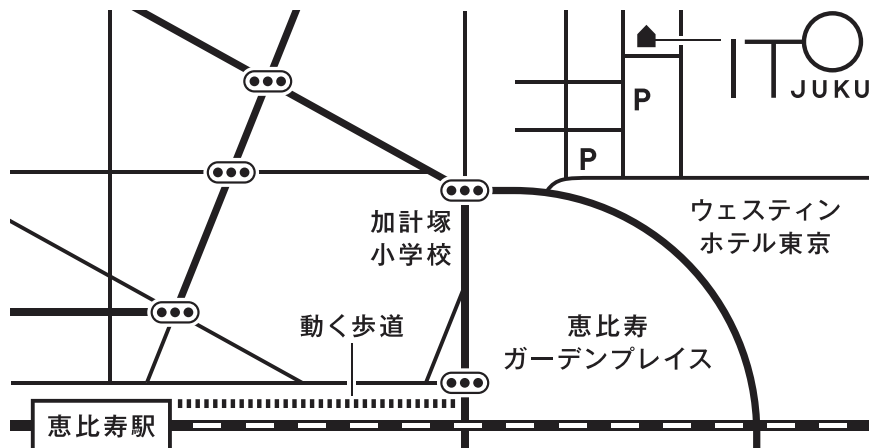 ITO
JUKU
P
P
加計塚
小学校
ウェスティン
ホテル東京
動く歩道
恵比寿
ガーデンプレイス
恵比寿駅